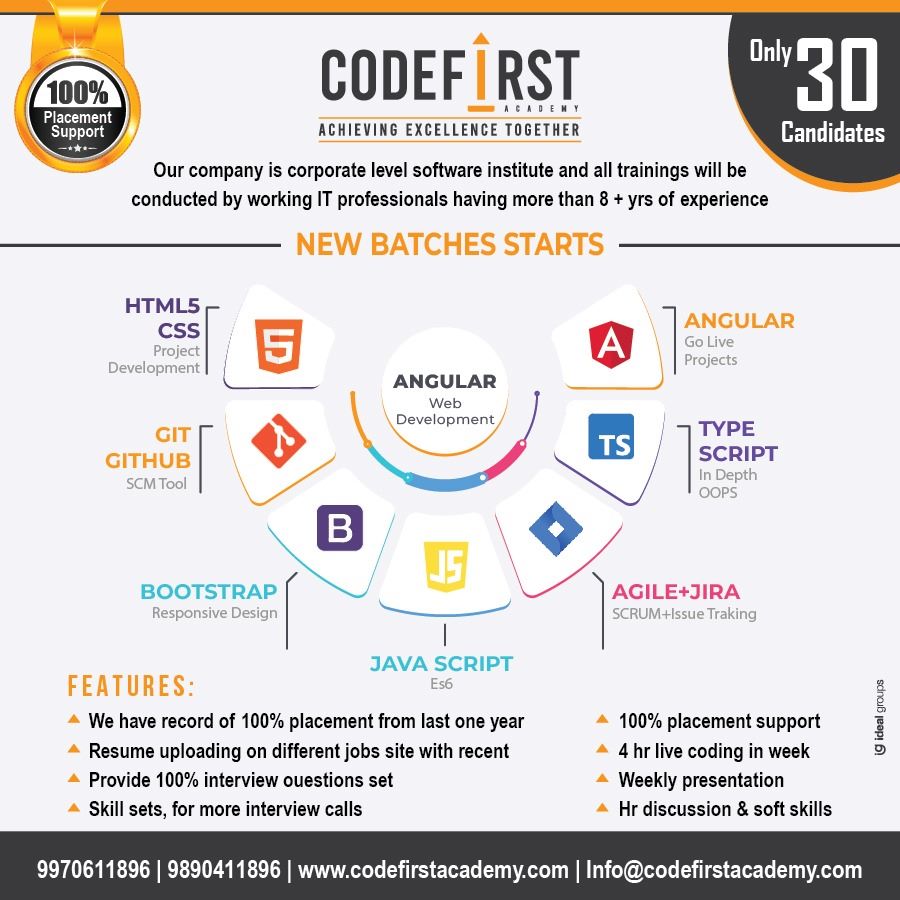 100%
Placement
Support
CODEFIRST
ACADEMY
ACHIEVING EXCELLENCE TOGETHER
Only 30
Candidates
Our company is corporate level software institute and all trainings will be
conducted by working IT professionals having more than 8 + yrs of experience
NEW BATCHES STARTS
HTML5
CSS
Project
Development
5
ANGULAR
Web
Development
A
ANGULAR
Go Live
Projects
GIT
GITHUB
SCM Tool
TS
TYPE
SCRIPT
In Depth
OOPS
B
BOOTSTRAP
Responsive Design
JS
JAVA SCRIPT
Es6
AGILE+JIRA
SCRUM+Issue Traking
FEATURES:
We have record of 100% placement from last one year
Resume uploading on different jobs site with recent
Provide 100% interview ouestions set
Skill sets, for more interview calls
100% placement support
4 hr live coding in week
Weekly presentation
Hr discussion & soft skills
ig ideal groups
9970611896 | 9890411896 | www.codefirstacademy.com | Info@codefirstacademy.com